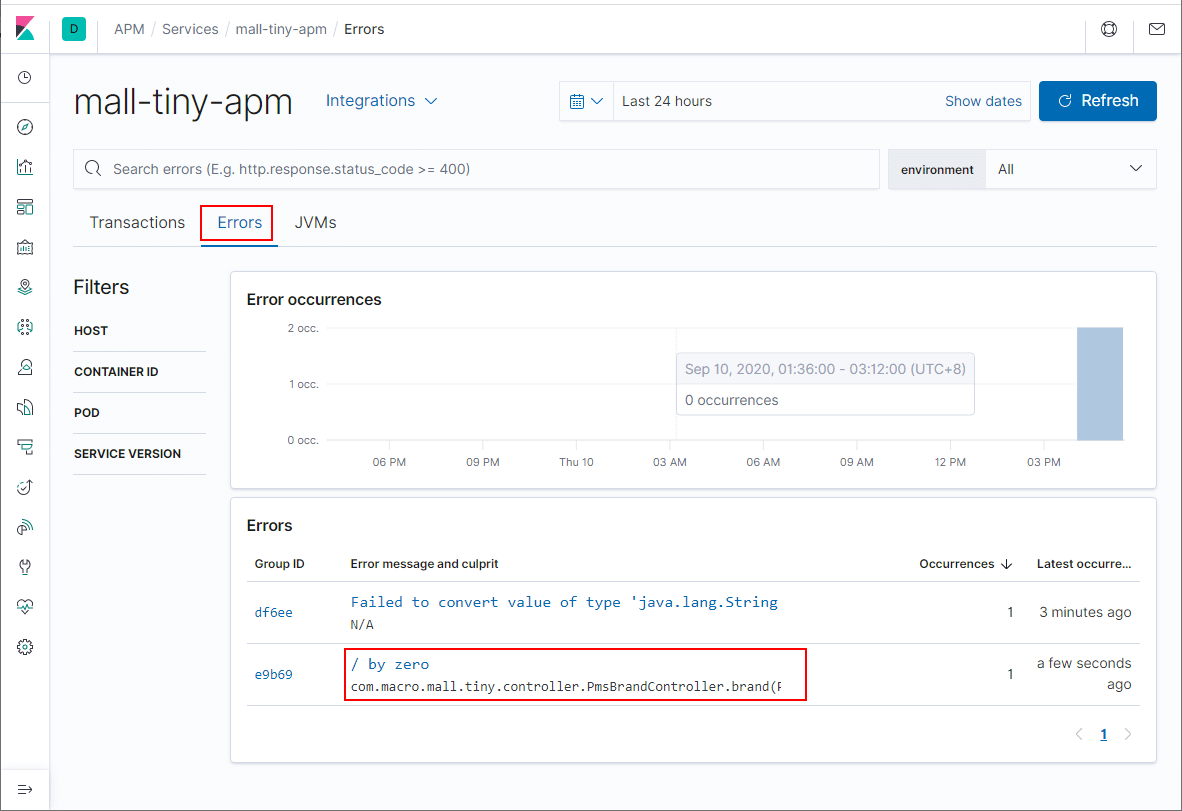 D
APM / Services / mall-tiny-apm / Errors
mall-tiny-apm
Integrations
Last 24 hours
Show dates
Refresh
Search errors (E.g. http.response.status_code >= 400)
environment
All
Transactions
Errors
JVMs
Filters
HOST
CONTAINER ID
POD
SERVICE VERSION
Error occurrences
2 occ.
1 occ.
0 occ.
Sep 10, 2020, 01:36:00 - 03:12:00 (UTC+8)
0 occurrences
06 PM
09 PM
Thu 10
03 AM
06 AM
09 AM
12 PM
03 PM
Errors
Group ID
Error message and culprit
Occurrences
Latest occurre...
df6ee
Failed to convert value of type 'java.lang.String
N/A
1
3 minutes ago
e9b69
/ by zero
com.macro.mall.tiny.controller.PmsBrandController.brand(
1
a few seconds
ago
1